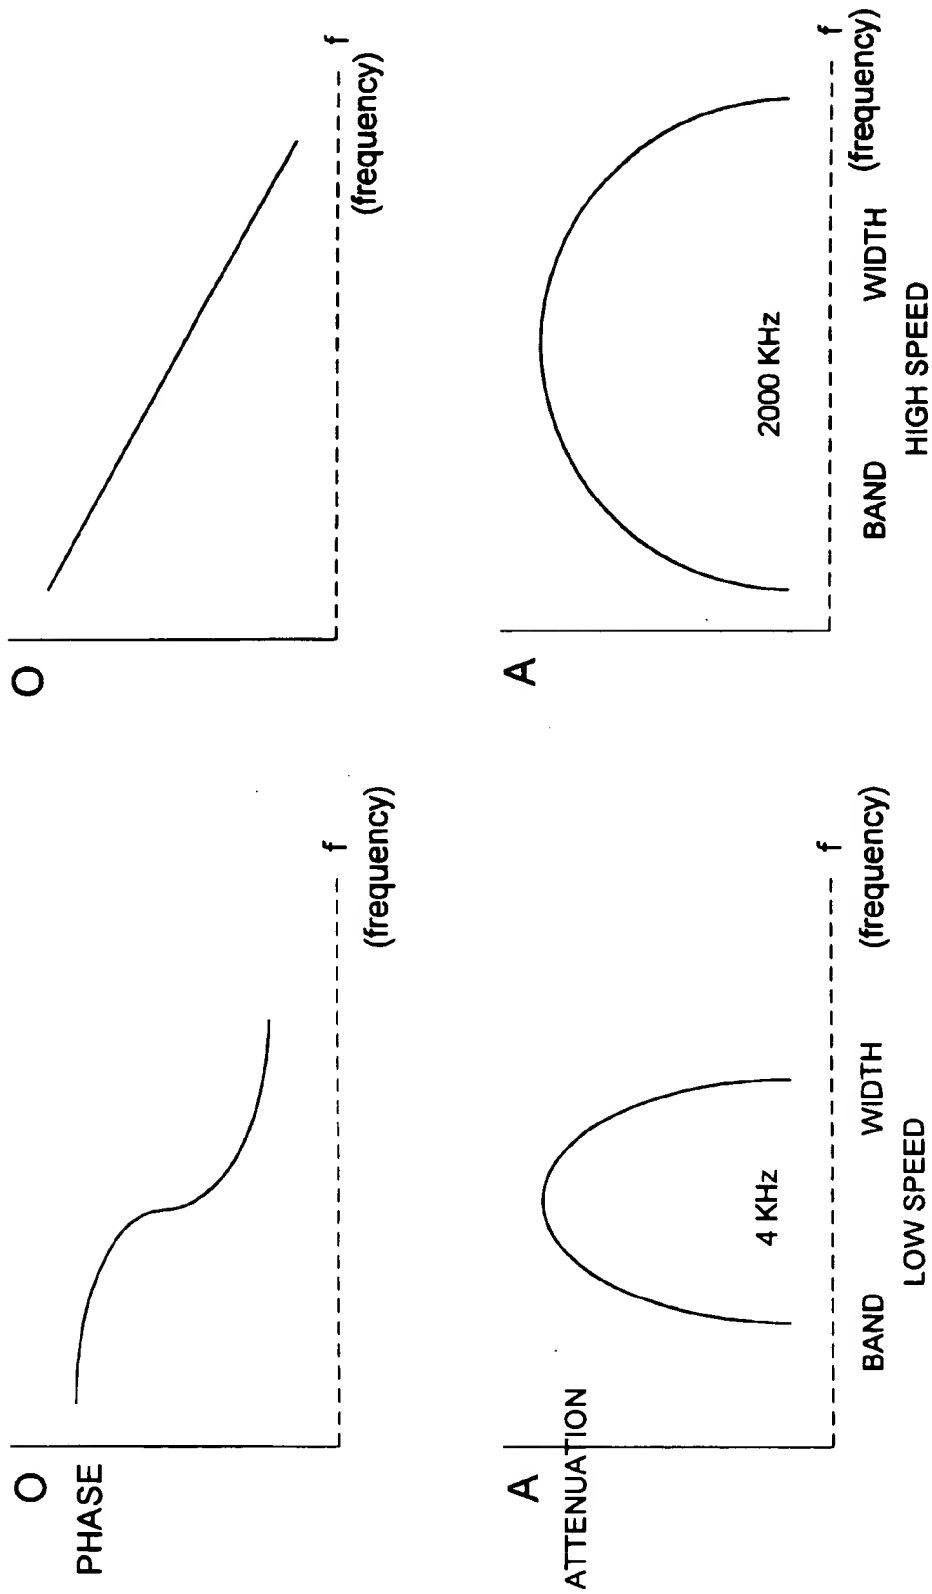 O
PHASE
f
(frequency)
O
f
(frequency)
A
ATTENUATION
4 KHz
f
BAND WIDTH (frequency)
LOW SPEED
A
2000 KHz
f
BAND WIDTH (frequency)
HIGH SPEED